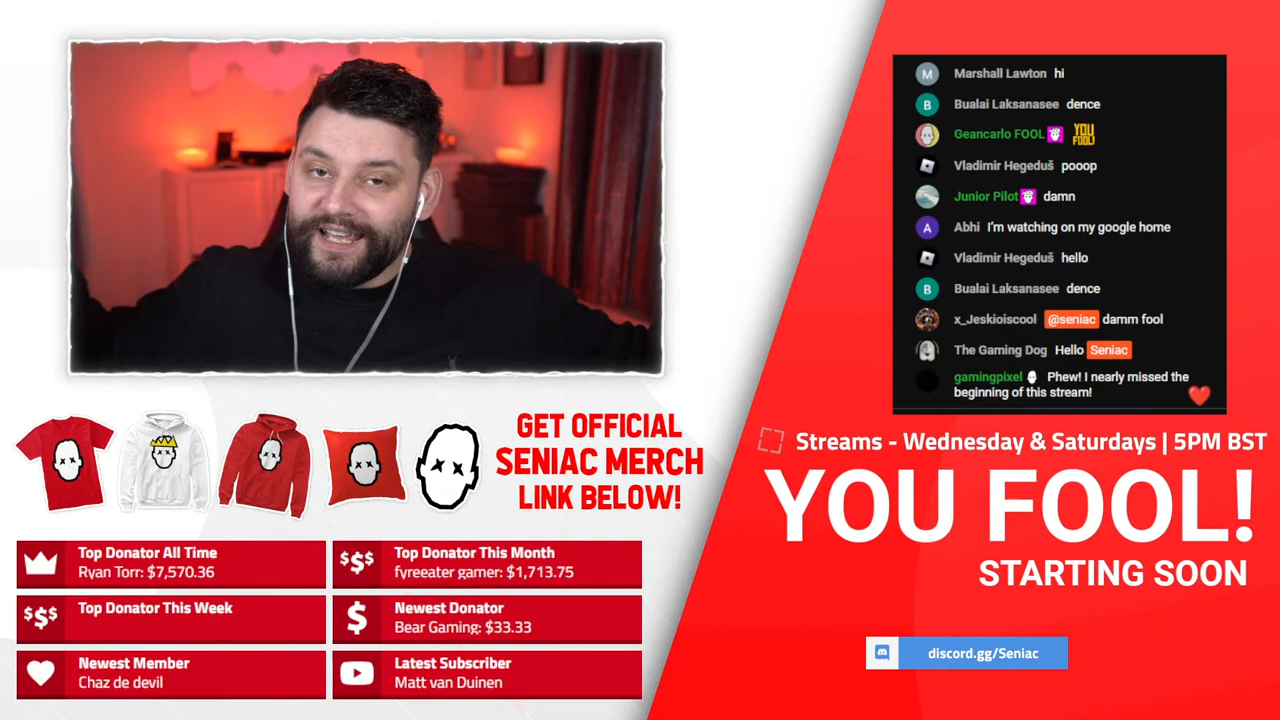 M Marshall Lawton hi
B Bualai Laksanasee dence
Geancarlo FOOL YOU FOOL!
Vladimir Hegeduš pooop
Junior Pilot damn
A Abhi I'm watching on my google home
Vladimir Hegeduš hello
B Bualai Laksanasee dence
x_Jeskioiscool @seniac damm fool
The Gaming Dog Hello Seniac
gamingpixel Phew! I nearly missed the
beginning of this stream!
GET OFFICIAL
SENIAC MERCH
LINK BELOW!
Streams - Wednesday & Saturdays | 5PM BST
YOU FOOL!
STARTING SOON
Top Donator All Time
Ryan Torr: $7,570.36
$$$ Top Donator This Month
fyreeater gamer: $1,713.75
$$$ Top Donator This Week
$ Newest Donator
Bear Gaming: $33.33
Newest Member
Chaz de devil
Latest Subscriber
Matt van Duinen
discord.gg/Seniac